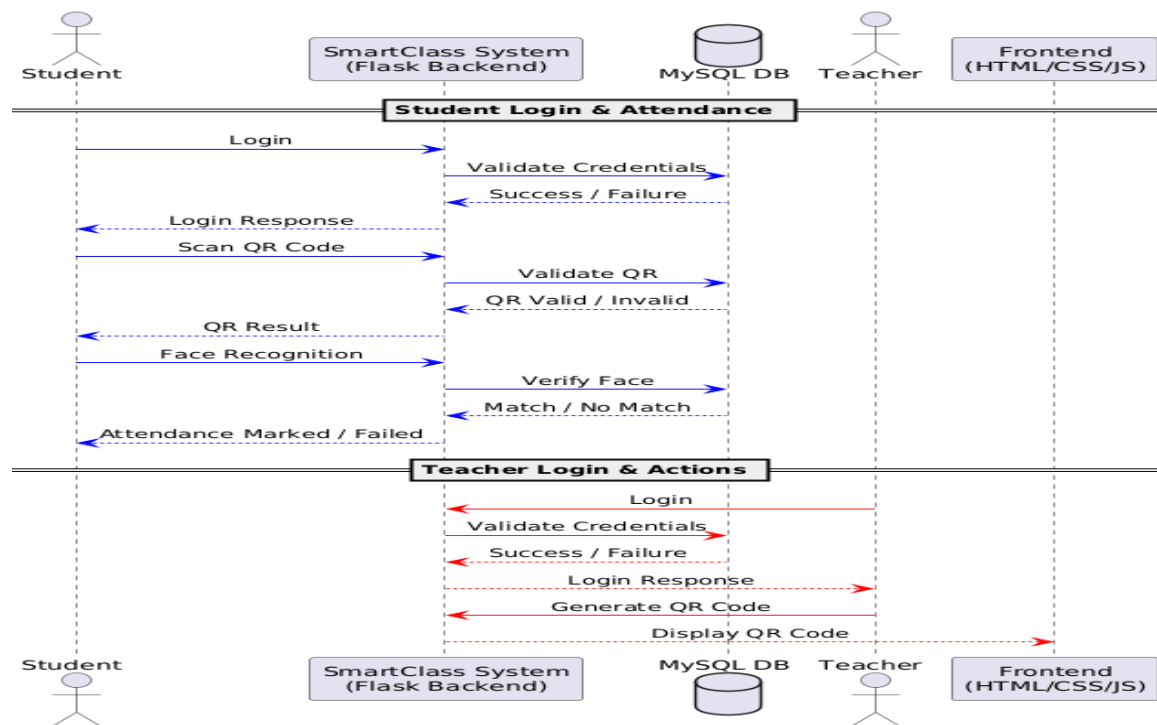 Student
SmartClass System
(Flask Backend)
MySQL DB
Teacher
Frontend
(HTML/CSS/JS)
Student Login & Attendance
Login
Validate Credentials
Success / Failure
Login Response
Scan QR Code
Validate QR
QR Valid / Invalid
QR Result
Face Recognition
Verify Face
Match / No Match
Attendance Marked / Failed
Teacher Login & Actions
Login
Validate Credentials
Success / Failure
Login Response
Generate QR Code
Display QR Code
Student
SmartClass System
(Flask Backend)
MySQL DB
Teacher
Frontend
(HTML/CSS/JS)